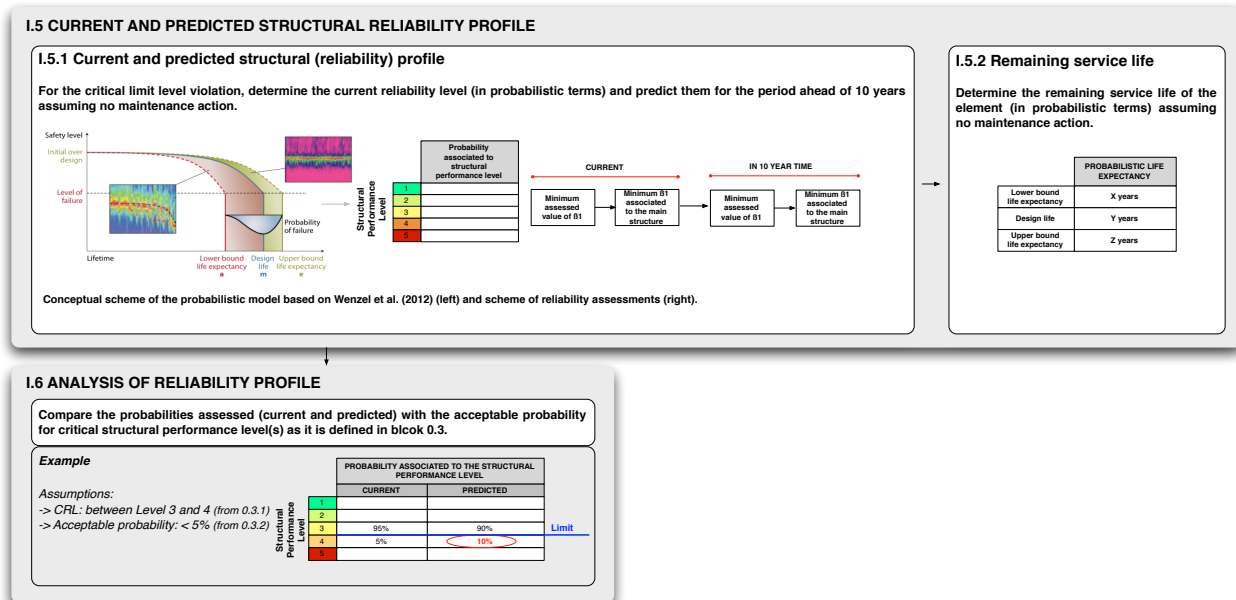 I.5 CURRENT AND PREDICTED STRUCTURAL RELIABILITY PROFILE
I.5.1 Current and predicted structural (reliability) profile
For the critical limit level violation, determine the current reliability level (in probabilistic terms) and predict them for the period ahead of 10 years
assuming no maintenance action.
Safety level
Initial over
design
Level of
failure
Probability
of failure
Lifetime
Lower bound
life expectancy
a
Design
life
m
Upper bound
life expectancy
e
Structural
Performance
Level
Probability
associated to
structural
performance level
1
2
3
4
5
CURRENT
Minimum
assessed
value of ß1
Minimum ß1
associated
to the main
structure
IN 10 YEAR TIME
Minimum
assessed
value of ß1
Minimum ß1
associated
to the main
structure
Conceptual scheme of the probabilistic model based on Wenzel et al. (2012) (left) and scheme of reliability assessments (right).
I.5.2 Remaining service life
Determine the remaining service life of the
element (in probabilistic terms) assuming
no maintenance action.
PROBABILISTIC LIFE
EXPECTANCY
Lower bound
life expectancy
X years
Design life
Y years
Upper bound
life expectancy
Z years
I.6 ANALYSIS OF RELIABILITY PROFILE
Compare the probabilities assessed (current and predicted) with the acceptable probability
for critical structural performance level(s) as it is defined in blcok 0.3.
Example
Assumptions:
-> CRL: between Level 3 and 4 (from 0.3.1)
-> Acceptable probability: < 5% (from 0.3.2)
Structural
Performance
Level
PROBABILITY ASSOCIATED TO THE STRUCTURAL
PERFORMANCE LEVEL
CURRENT PREDICTED
1
2
3 95% 90%
Limit
4 5% 10%
5